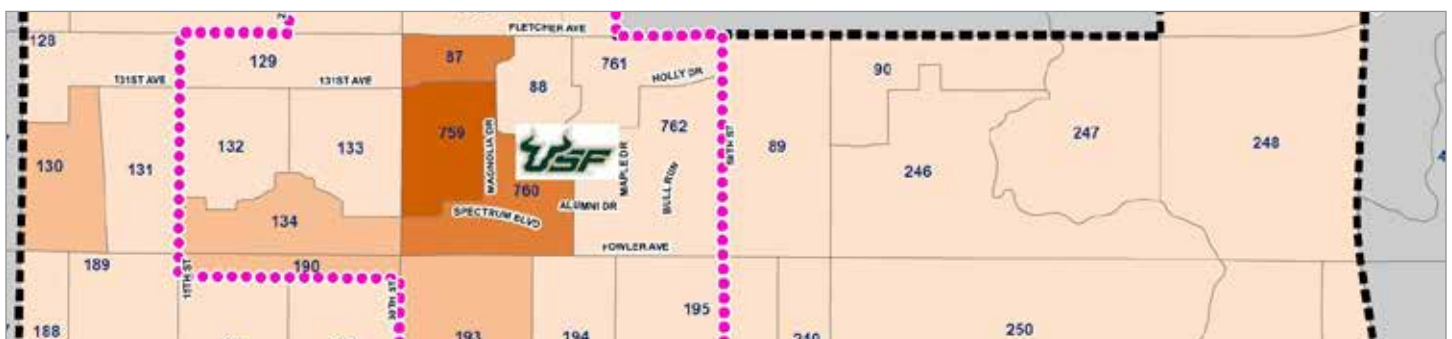 FLETCHER AVE
128
129
87
761
90
131ST AVE
131ST AVE
HOLLY DR
88
759
762
247
248
130
131
132
133
MAGNOLIA DR
USF
MAPLE DR
BULL RUN
89
246
760
134
SPECTRUM BLVD
ALUMNI DR
FOWLER AVE
189
190
15TH ST
195
188
193
194
250